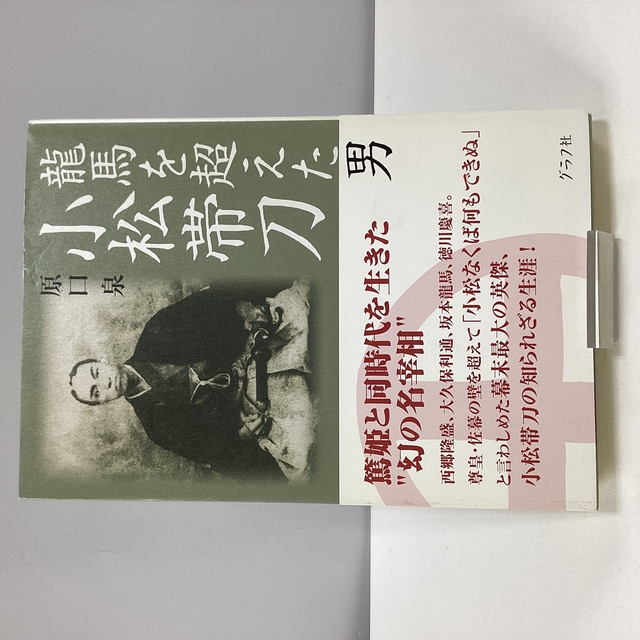 龍馬を超えた男
小松帯刀
原口 泉
篤姫と同時代を生きた
"幻の名宰相"
西郷隆盛、大久保利通、坂本龍馬、徳川慶喜。
尊皇・佐幕の壁を超えて「小松なくば何もできぬ」
と言わしめた幕末最大の英傑、
小松帯刀の知られざる生涯!
グラフ社